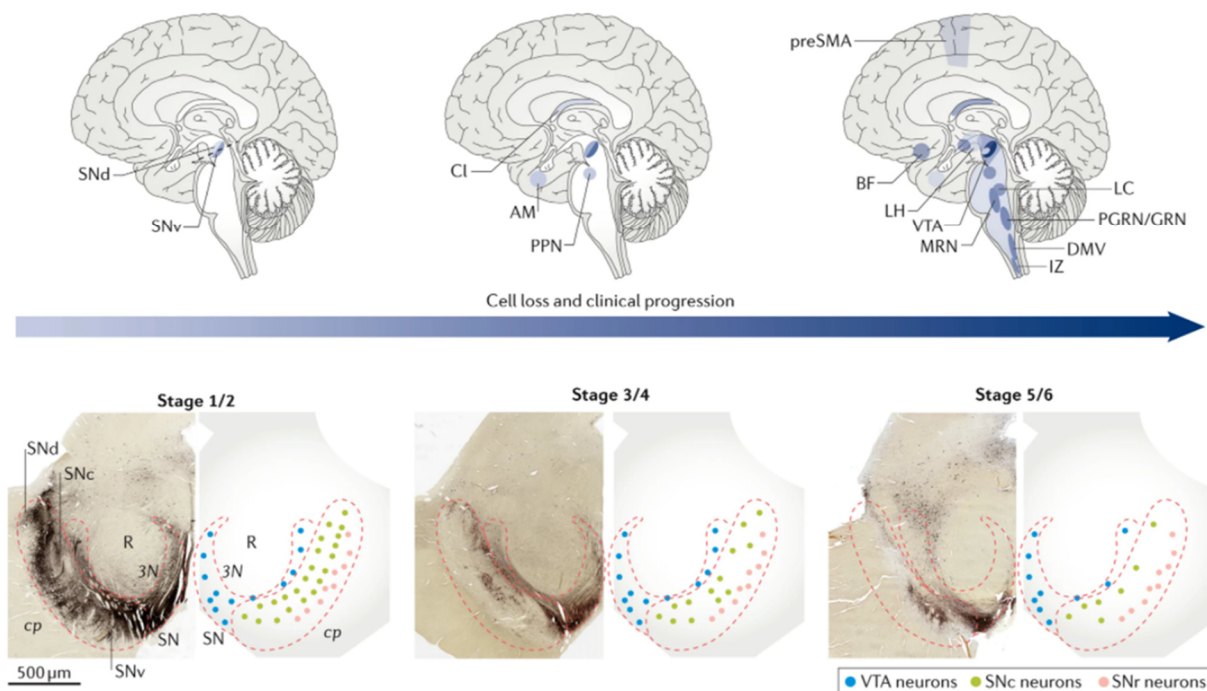 preSMA
SNd
SNv
Cl
AM
PPN
BF
LH
VTA
MRN
LC
PGRN/GRN
DMV
IZ
Cell loss and clinical progression
Stage 1/2
Stage 3/4
Stage 5/6
SNd
SNc
R
3N
cp
SN
SNv
500 µm
R
3N
SN
cp
VTA neurons
SNc neurons
SNr neurons